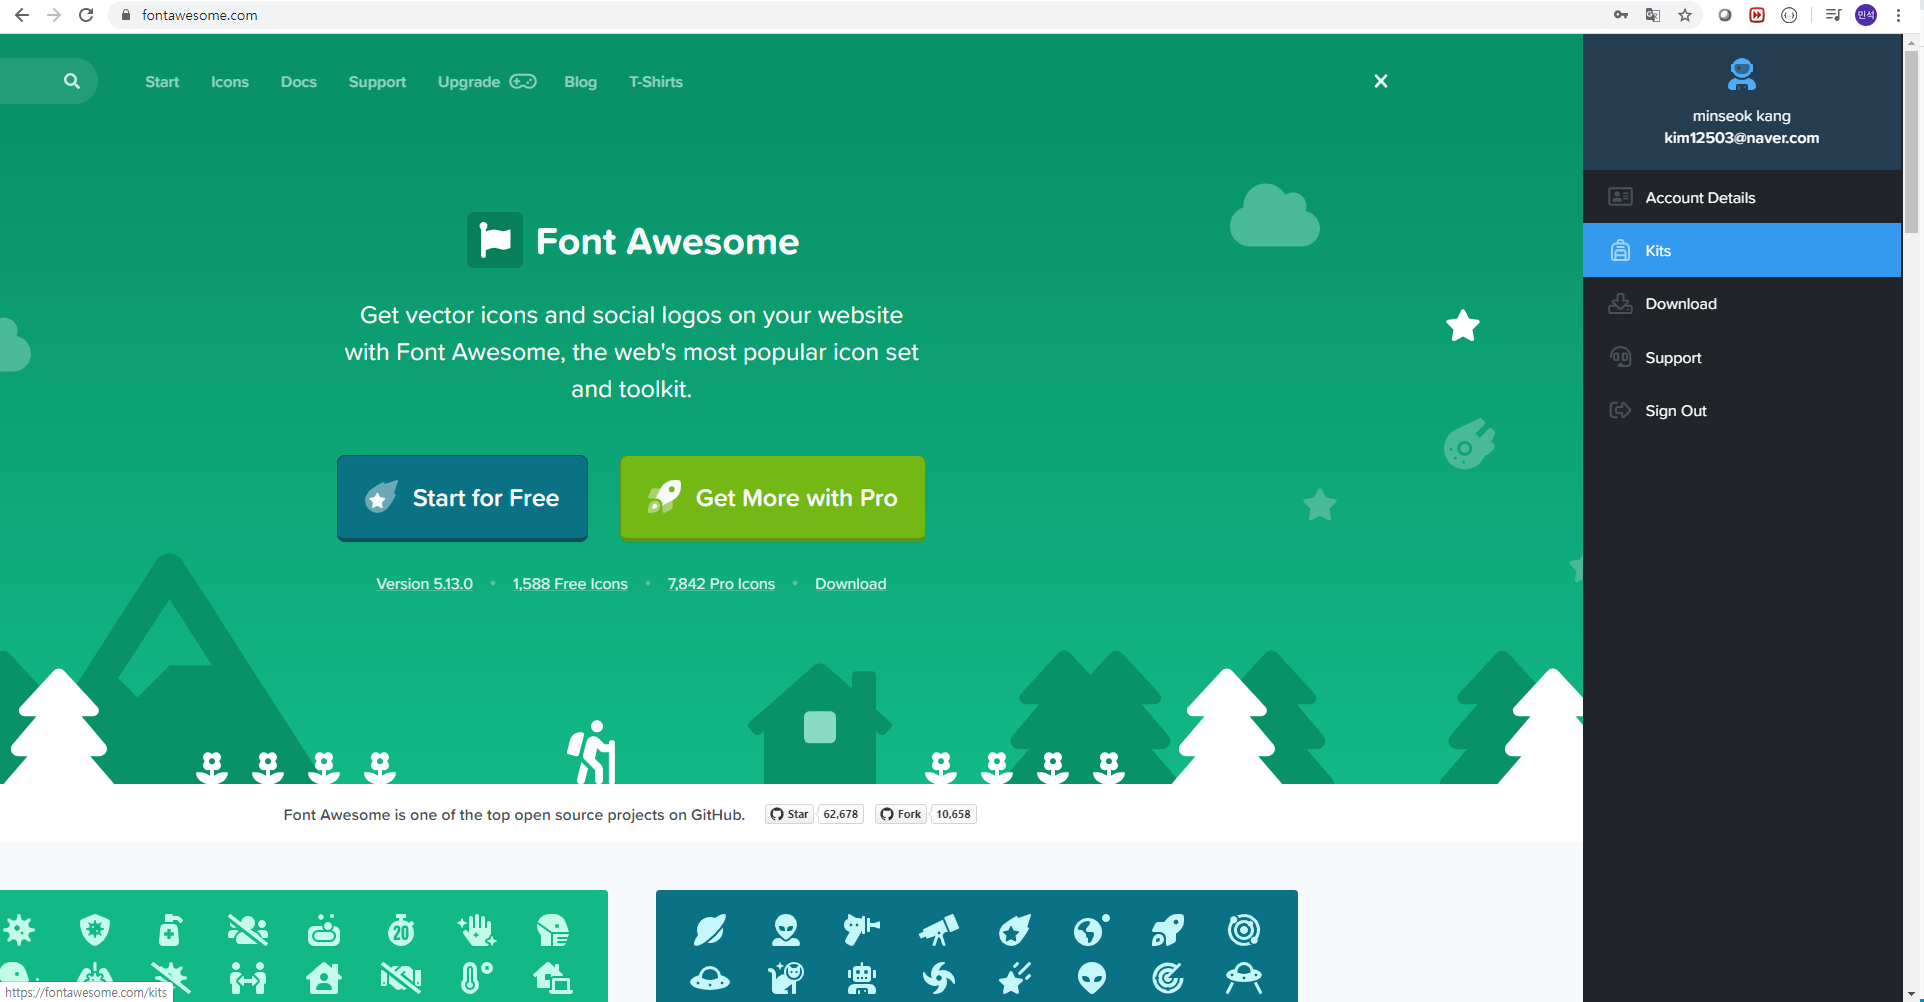 fontawesome.com
민석
Start
Icons
Docs
Support
Upgrade
Blog
T-Shirts
minseok kang
kim12503@naver.com
Account Details
Kits
Download
Support
Sign Out
Font Awesome
Get vector icons and social logos on your website
with Font Awesome, the web's most popular icon set
and toolkit.
Start for Free
Get More with Pro
Version 5.13.0 • 1,588 Free Icons • 7,842 Pro Icons • Download
Font Awesome is one of the top open source projects on GitHub.
Star
62,678
Fork
10,658
20
https://fontawesome.com/kits